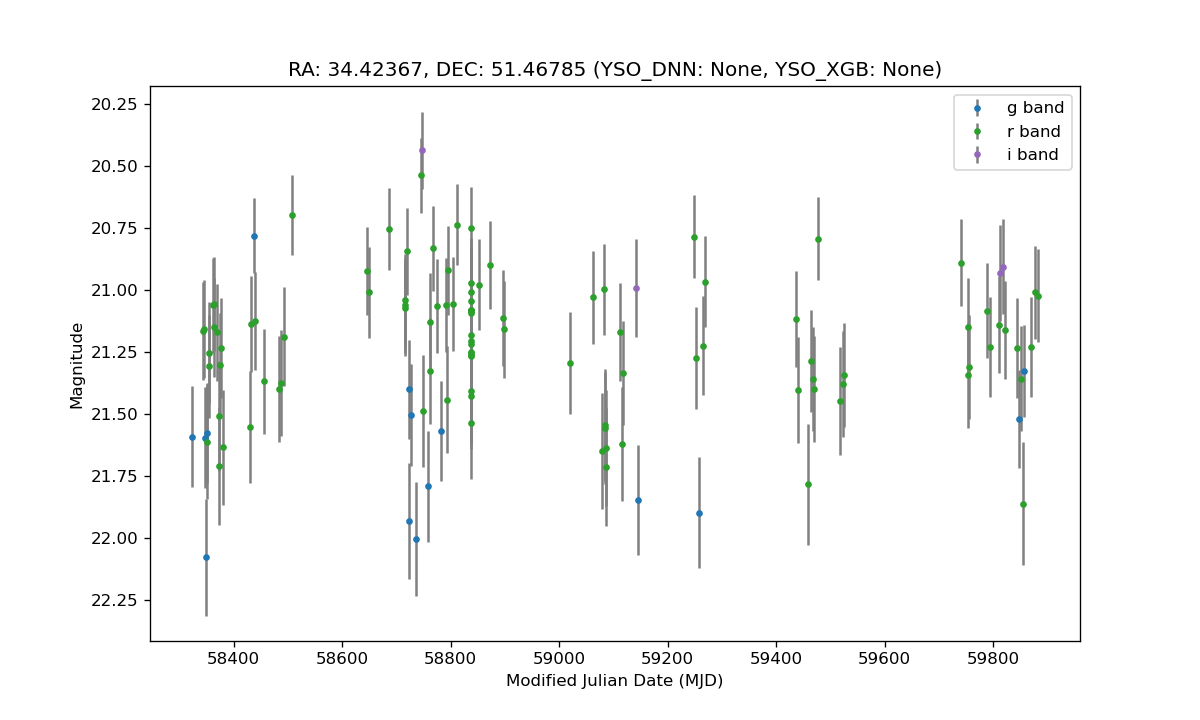 RA: 34.42367, DEC: 51.46785 (YSO_DNN: None, YSO_XGB: None)
g band
r band
i band
Magnitude
20.25
20.50
20.75
21.00
21.25
21.50
21.75
22.00
22.25
58400 58600 58800 59000 59200 59400 59600 59800
Modified Julian Date (MJD)